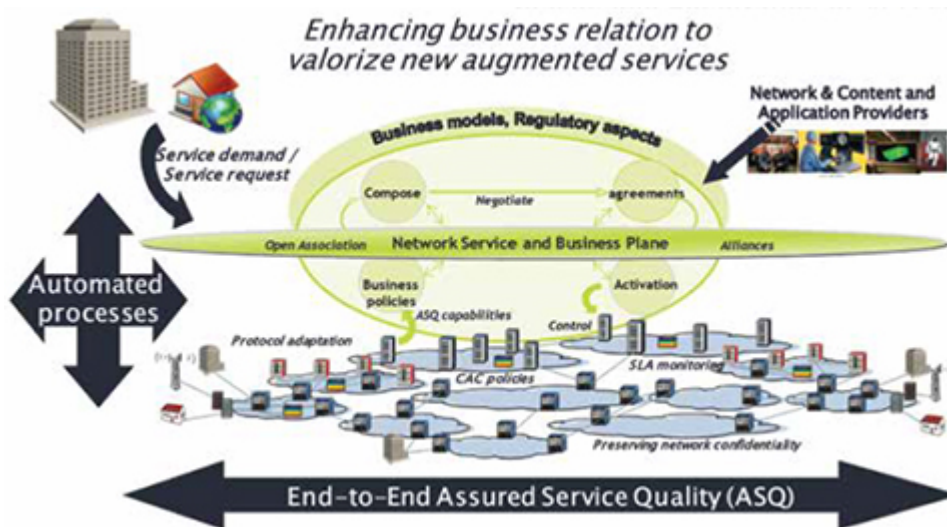 Enhancing business relation to
valorize new augmented services
Network & Content and
Application Providers
Business models, Regulatory aspects
Service demand /
Service request
Compose
Negotiate
agreements
Open Association
Network Service and Business Plane
Alliances
Automated
processes
Business
policies
Activation
ASQ capabilities
Control
Protocol adaptation
CAC policies
SLA monitoring
Preserving network confidentiality
End-to-End Assured Service Quality (ASQ)